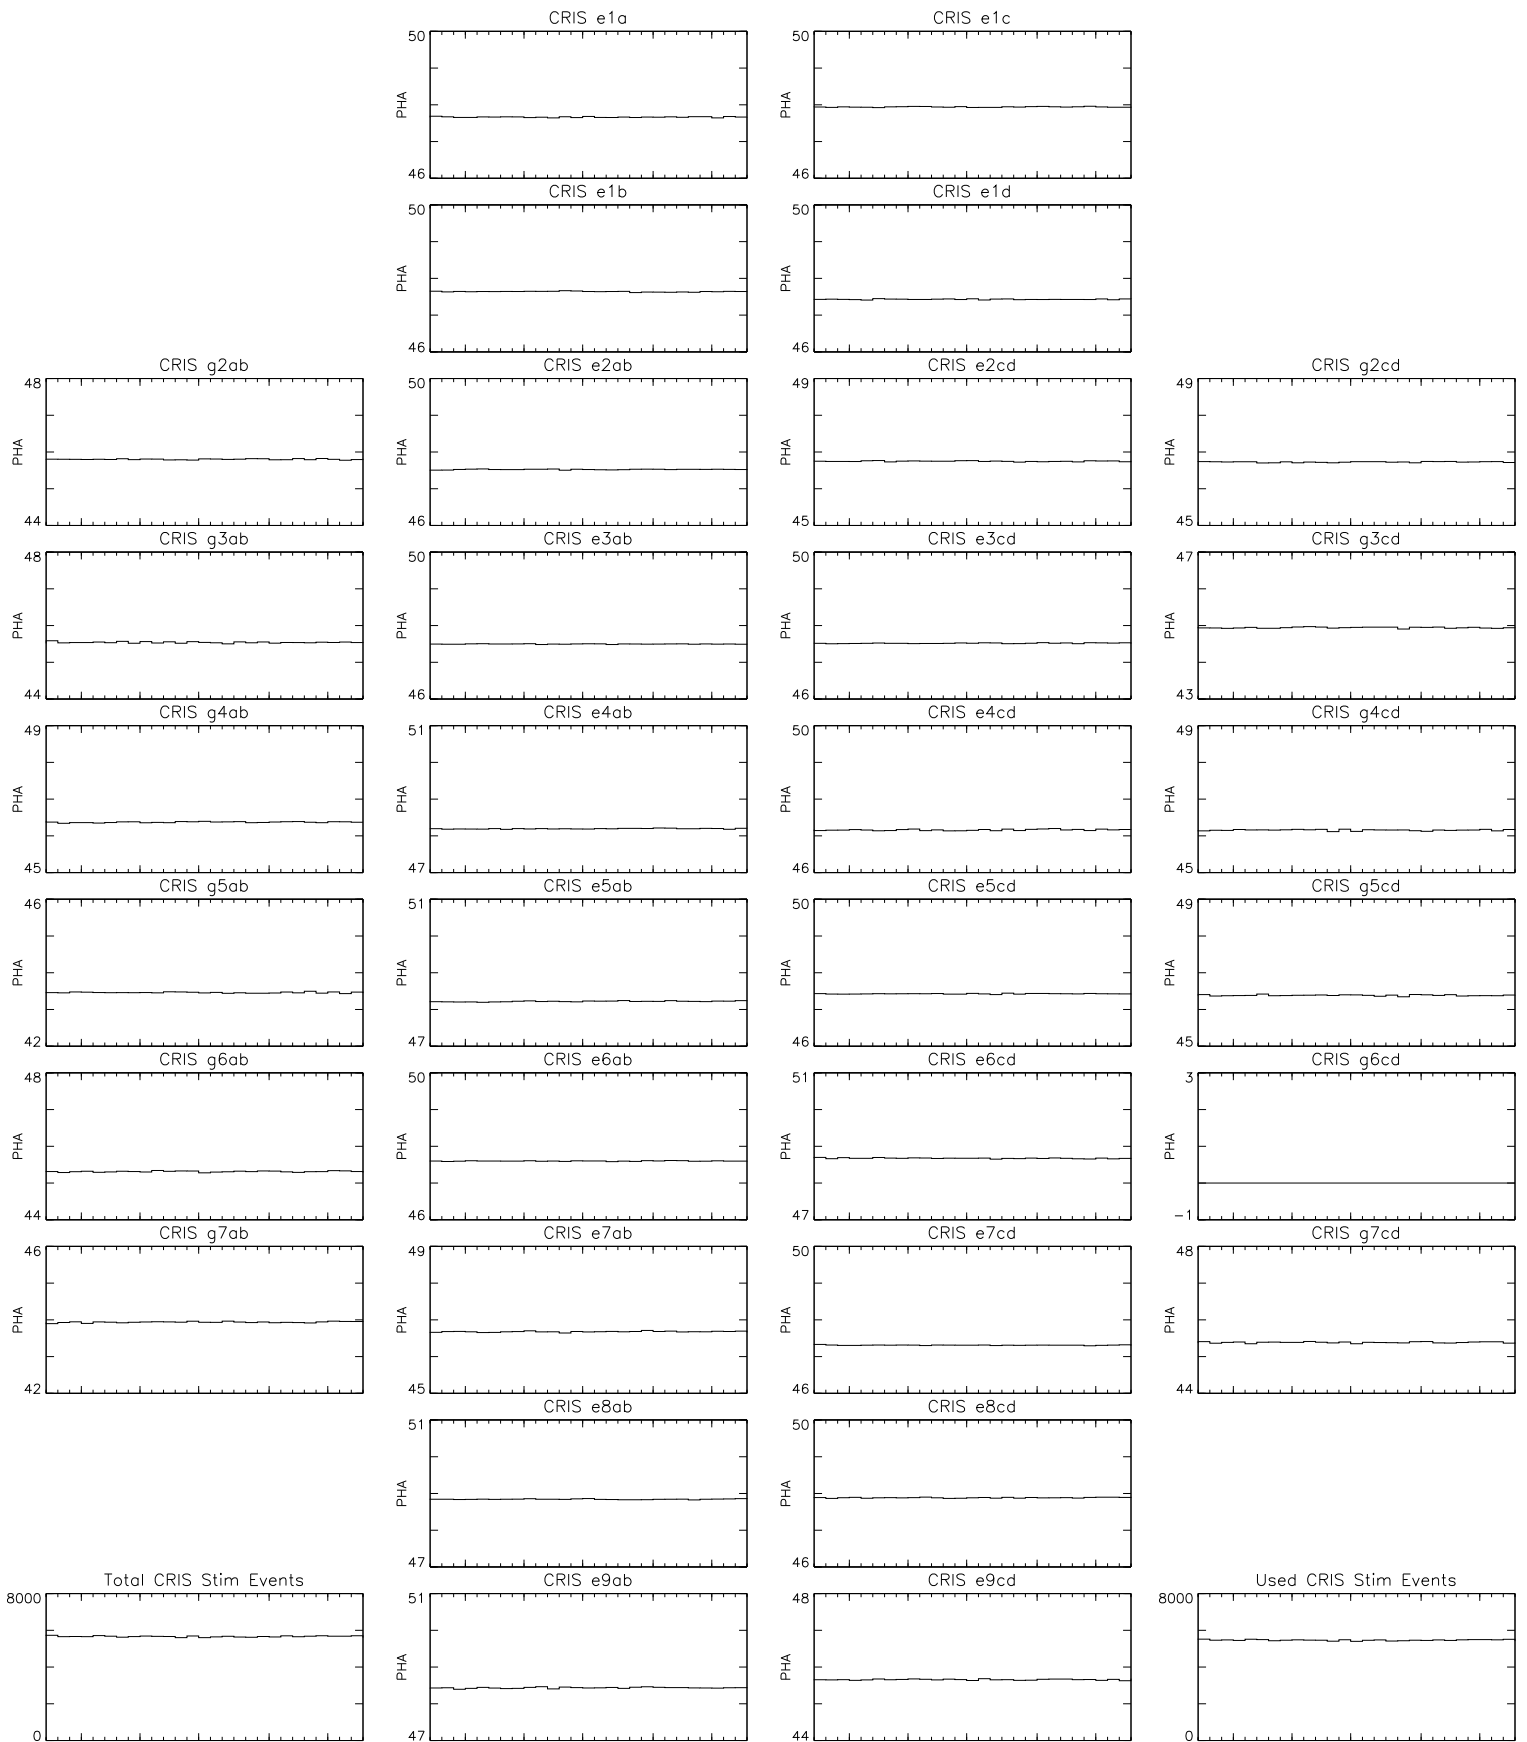 CRIS e1a
50
PHA
46
CRIS e1c
50
PHA
46
CRIS e1b
50
PHA
46
CRIS e1d
50
PHA
46
CRIS g2ab
48
PHA
44
CRIS e2ab
50
PHA
46
CRIS e2cd
49
PHA
45
CRIS g2cd
49
PHA
45
CRIS g3ab
48
PHA
44
CRIS e3ab
50
PHA
46
CRIS e3cd
50
PHA
46
CRIS g3cd
47
PHA
43
CRIS g4ab
49
PHA
45
CRIS e4ab
51
PHA
47
CRIS e4cd
50
PHA
46
CRIS g4cd
49
PHA
45
CRIS g5ab
46
PHA
42
CRIS e5ab
51
PHA
47
CRIS e5cd
50
PHA
46
CRIS g5cd
49
PHA
45
CRIS g6ab
48
PHA
44
CRIS e6ab
50
PHA
46
CRIS e6cd
51
PHA
47
CRIS g6cd
3
PHA
-1
CRIS g7ab
46
PHA
42
CRIS e7ab
49
PHA
45
CRIS e7cd
50
PHA
46
CRIS g7cd
48
PHA
44
CRIS e8ab
51
PHA
47
CRIS e8cd
50
PHA
46
Total CRIS Stim Events
8000
0
CRIS e9ab
51
PHA
47
CRIS e9cd
48
PHA
44
Used CRIS Stim Events
8000
0